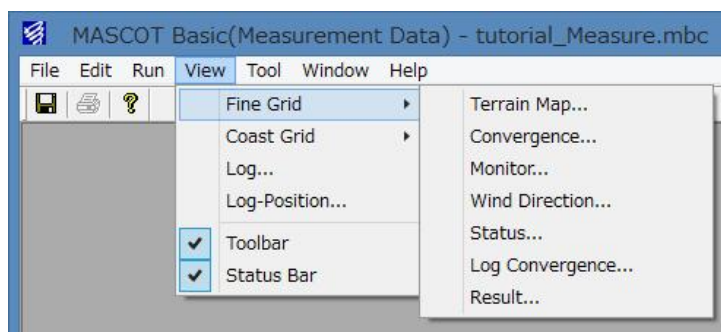 MASCOT Basic(Measurement Data) - tutorial_Measure.mbc
File Edit Run View Tool Window Help
Fine Grid
Coast Grid
Log...
Log-Position...
Toolbar
Status Bar
Terrain Map...
Convergence...
Monitor...
Wind Direction...
Status...
Log Convergence...
Result...